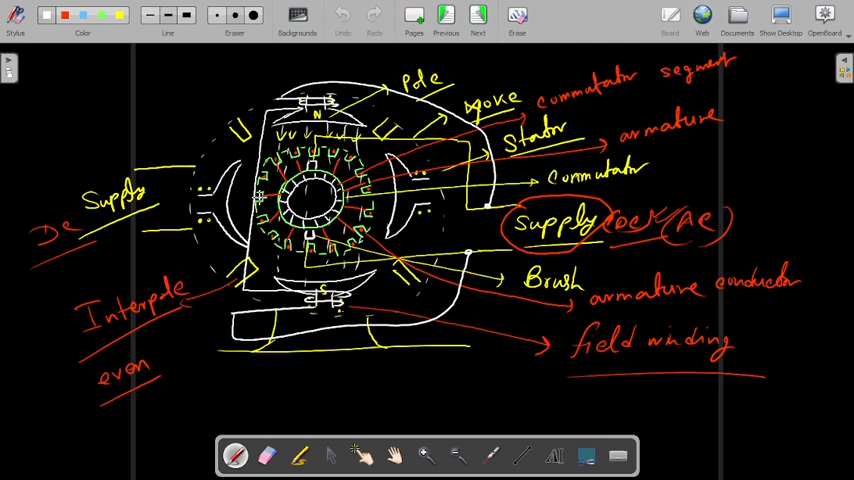 Stylus
Color
Line
Eraser
Backgrounds
Undo
Redo
Pages
Previous
Next
Erase
Board
Web
Documents
Show Desktop
OpenBoard
Pole
commutator segment
Yoke
armature
Stator
N
commutator
Supply
Supply
(AC)
DC
Brush
armature conductor
Interpole
S
field winding
even